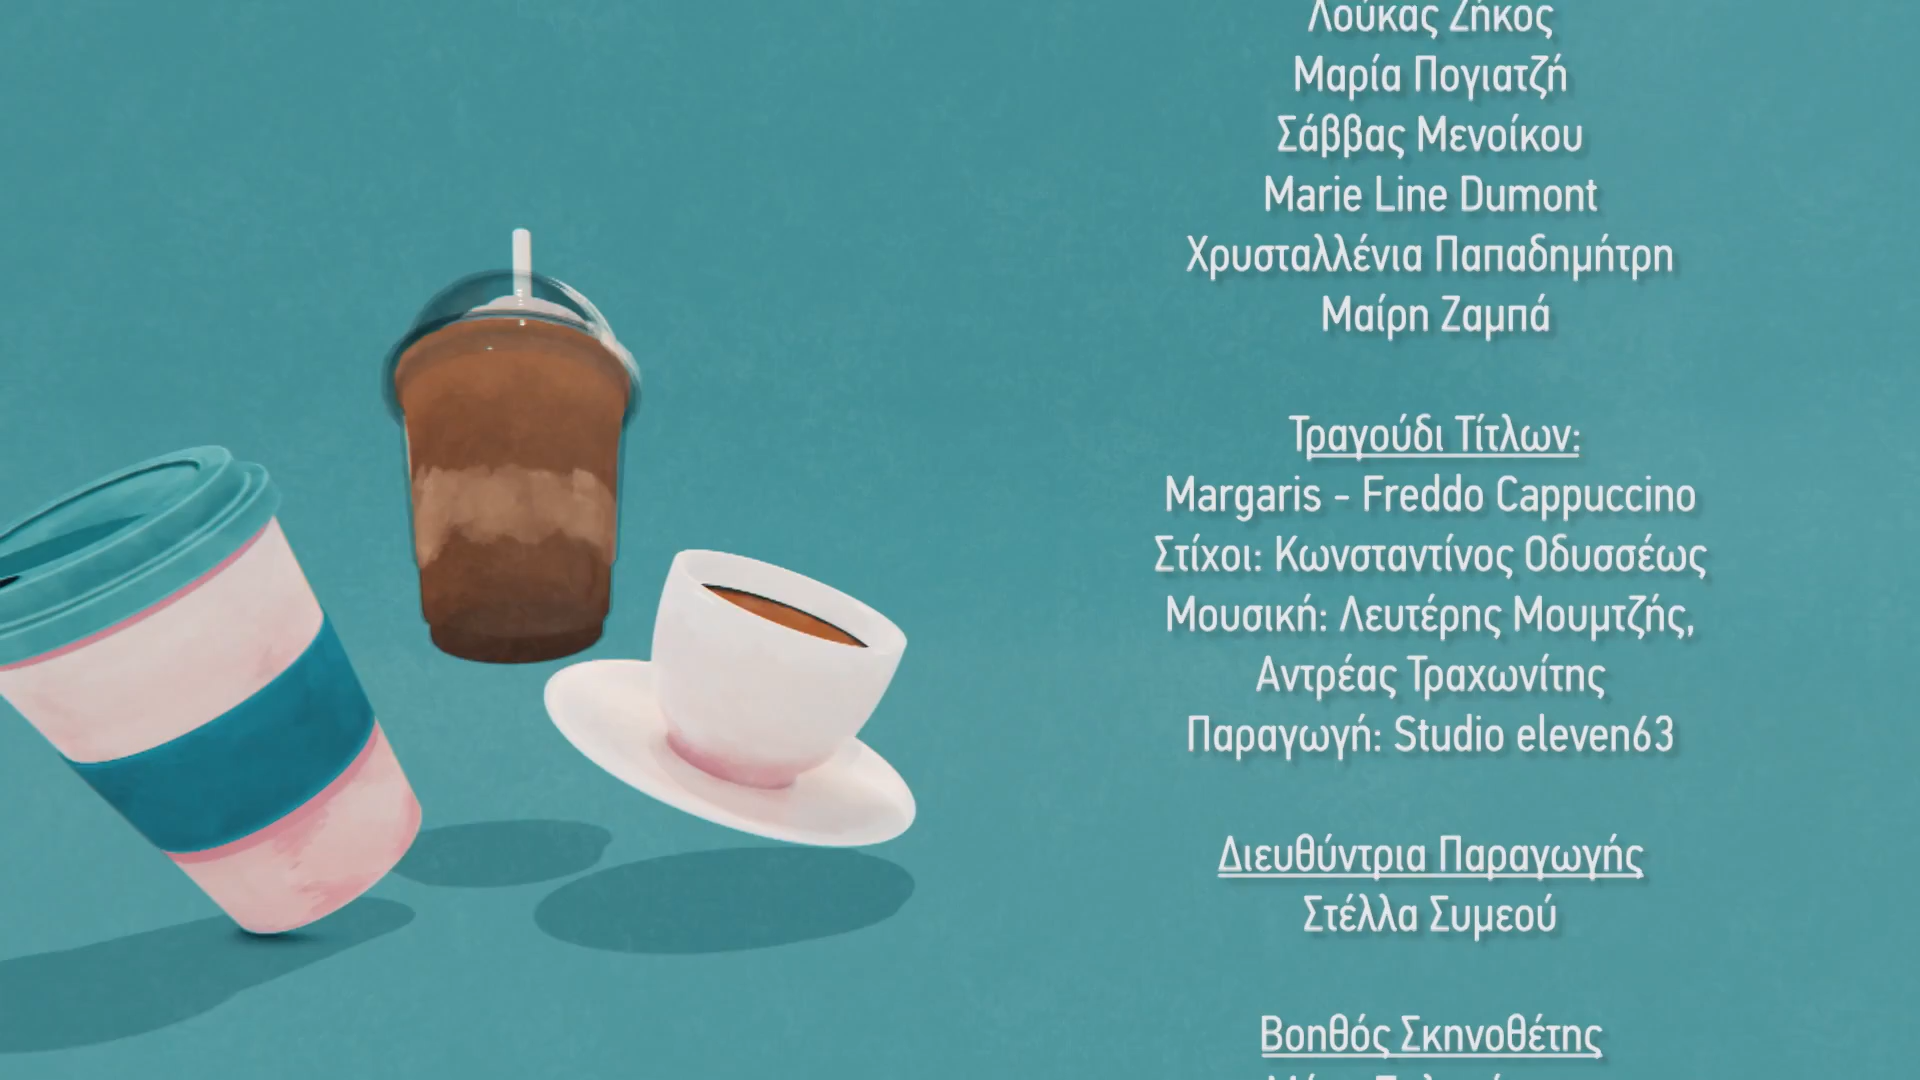 Λούκας Ζήκος
Μαρία Πογιατζή
Σάββας Μενοίκου
Marie Line Dumont
Χρυσταλλένια Παπαδημήτρη
Μαίρη Ζαμπά
Τραγούδι Τίτλων:
Margaris - Freddo Cappuccino
Στίχοι: Κωνσταντίνος Οδυσσέως
Μουσική: Λευτέρης Μουμτζής,
Αντρέας Τραχωνίτης
Παραγωγή: Studio eleven63
Διευθύντρια Παραγωγής
Στέλλα Συμεού
Βοηθός Σκηνοθέτης